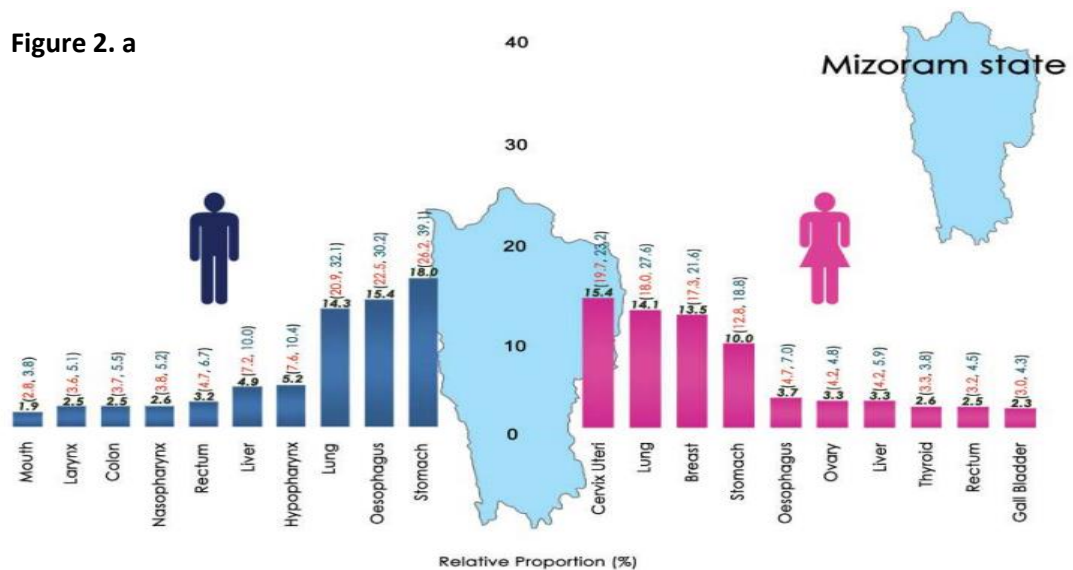 Figure 2. a
Mizoram state
40
30
20
10
0
1.9 (2.8, 3.8)
2.5 (3.6, 5.1)
2.5 (3.7, 5.5)
2.6 (3.8, 5.2)
3.2 (4.7, 6.7)
4.9 (7.2, 10.0)
5.2 (7.6, 10.4)
14.3 (20.9, 32.1)
15.4 (22.5, 30.2)
18.0 (26.2, 39.1)
15.4 (19.7, 23.2)
14.1 (18.0, 27.6)
13.5 (17.3, 21.6)
10.0 (12.8, 18.8)
3.7 (4.7, 7.0)
3.3 (4.2, 4.8)
3.3 (4.2, 5.9)
2.6 (3.3, 3.8)
2.5 (3.2, 4.5)
2.3 (3.0, 4.3)
Mouth
Larynx
Colon
Nasopharynx
Rectum
Liver
Hypopharynx
Lung
Oesophagus
Stomach
Cervix Uteri
Lung
Breast
Stomach
Oesophagus
Ovary
Liver
Thyroid
Rectum
Gall Bladder
Relative Proportion (%)